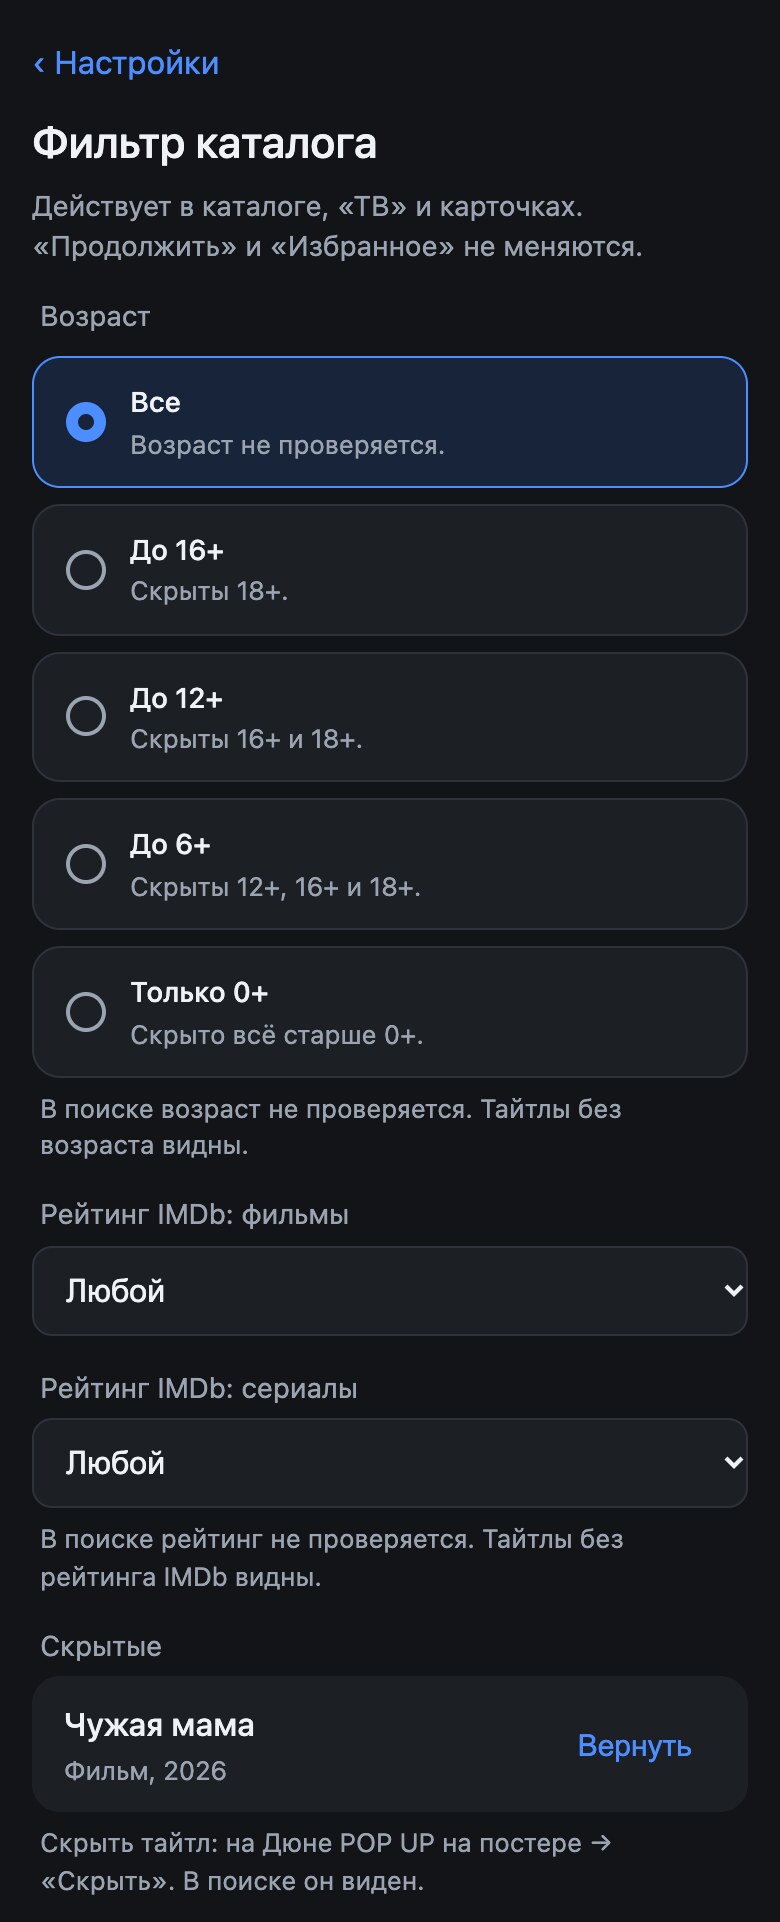 ‹ Настройки
Фильтр каталога
Действует в каталоге, «ТВ» и карточках.
«Продолжить» и «Избранное» не меняются.
Возраст
Все
Возраст не проверяется.
До 16+
Скрыты 18+.
До 12+
Скрыты 16+ и 18+.
До 6+
Скрыты 12+, 16+ и 18+.
Только 0+
Скрыто всё старше 0+.
В поиске возраст не проверяется. Тайтлы без
возраста видны.
Рейтинг IMDb: фильмы
Любой
Рейтинг IMDb: сериалы
Любой
В поиске рейтинг не проверяется. Тайтлы без
рейтинга IMDb видны.
Скрытые
Чужая мама
Фильм, 2026
Вернуть
Скрыть тайтл: на Дюне POP UP на постере →
«Скрыть». В поиске он виден.